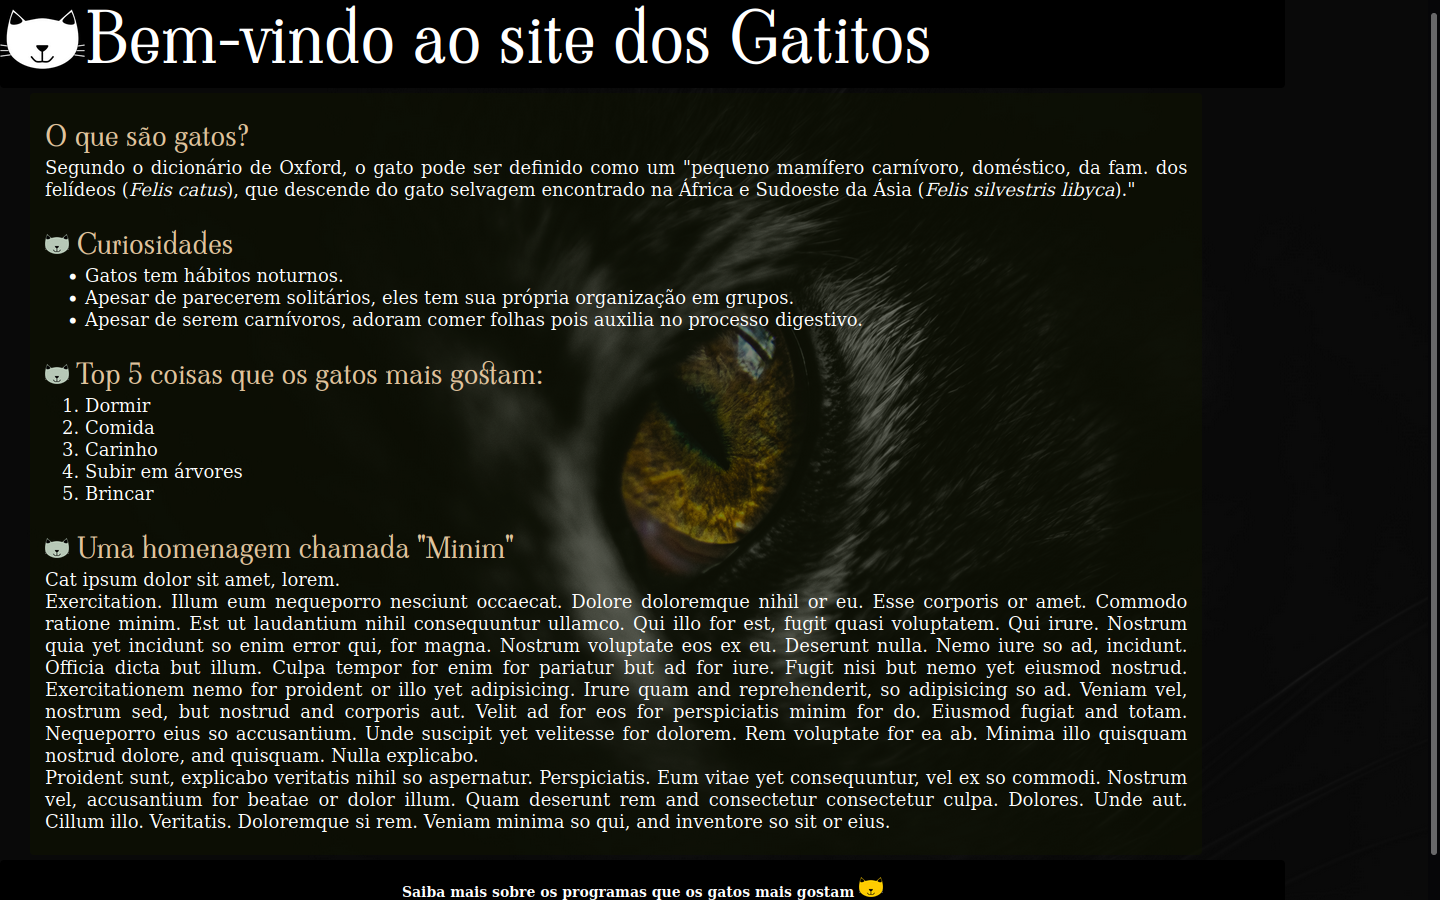 Bem-vindo ao site dos Gatitos
O que são gatos?
Segundo o dicionário de Oxford, o gato pode ser definido como um "pequeno mamífero carnívoro, doméstico, da fam. dos
felídeos (Felis catus), que descende do gato selvagem encontrado na África e Sudoeste da Ásia (Felis silvestris libyca)."
Curiosidades
• Gatos tem hábitos noturnos.
• Apesar de parecerem solitários, eles tem sua própria organização em grupos.
• Apesar de serem carnívoros, adoram comer folhas pois auxilia no processo digestivo.
Top 5 coisas que os gatos mais gostam:
1. Dormir
2. Comida
3. Carinho
4. Subir em árvores
5. Brincar
Uma homenagem chamada "Minim"
Cat ipsum dolor sit amet, lorem.
Exercitation. Illum eum nequeporro nesciunt occaecat. Dolore doloremque nihil or eu. Esse corporis or amet. Commodo
ratione minim. Est ut laudantium nihil consequuntur ullamco. Qui illo for est, fugit quasi voluptatem. Qui irure. Nostrum
quia yet incidunt so enim error qui, for magna. Nostrum voluptate eos ex eu. Deserunt nulla. Nemo iure so ad, incidunt.
Officia dicta but illum. Culpa tempor for enim for pariatur but ad for iure. Fugit nisi but nemo yet eiusmod nostrud.
Exercitationem nemo for proident or illo yet adipisicing. Irure quam and reprehenderit, so adipisicing so ad. Veniam vel,
nostrum sed, but nostrud and corporis aut. Velit ad for eos for perspiciatis minim for do. Eiusmod fugiat and totam.
Nequeporro eius so accusantium. Unde suscipit yet velitesse for dolorem. Rem voluptate for ea ab. Minima illo quisquam
nostrud dolore, and quisquam. Nulla explicabo.
Proident sunt, explicabo veritatis nihil so aspernatur. Perspiciatis. Eum vitae yet consequuntur, vel ex so commodi. Nostrum
vel, accusantium for beatae or dolor illum. Quam deserunt rem and consectetur consectetur culpa. Dolores. Unde aut.
Cillum illo. Veritatis. Doloremque si rem. Veniam minima so qui, and inventore so sit or eius.
Saiba mais sobre os programas que os gatos mais gostam